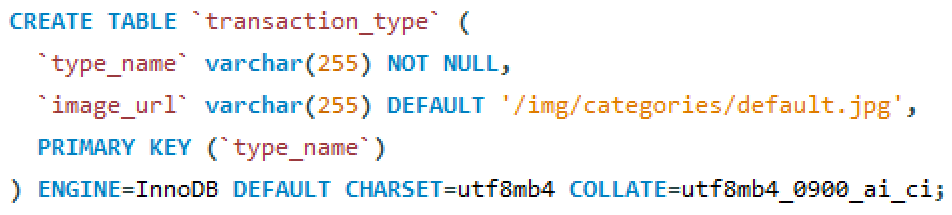 CREATE TABLE `transaction_type` (
  `type_name` varchar(255) NOT NULL,
  `image_url` varchar(255) DEFAULT '/img/categories/default.jpg',
  PRIMARY KEY (`type_name`)
) ENGINE=InnoDB DEFAULT CHARSET=utf8mb4 COLLATE=utf8mb4_0900_ai_ci;